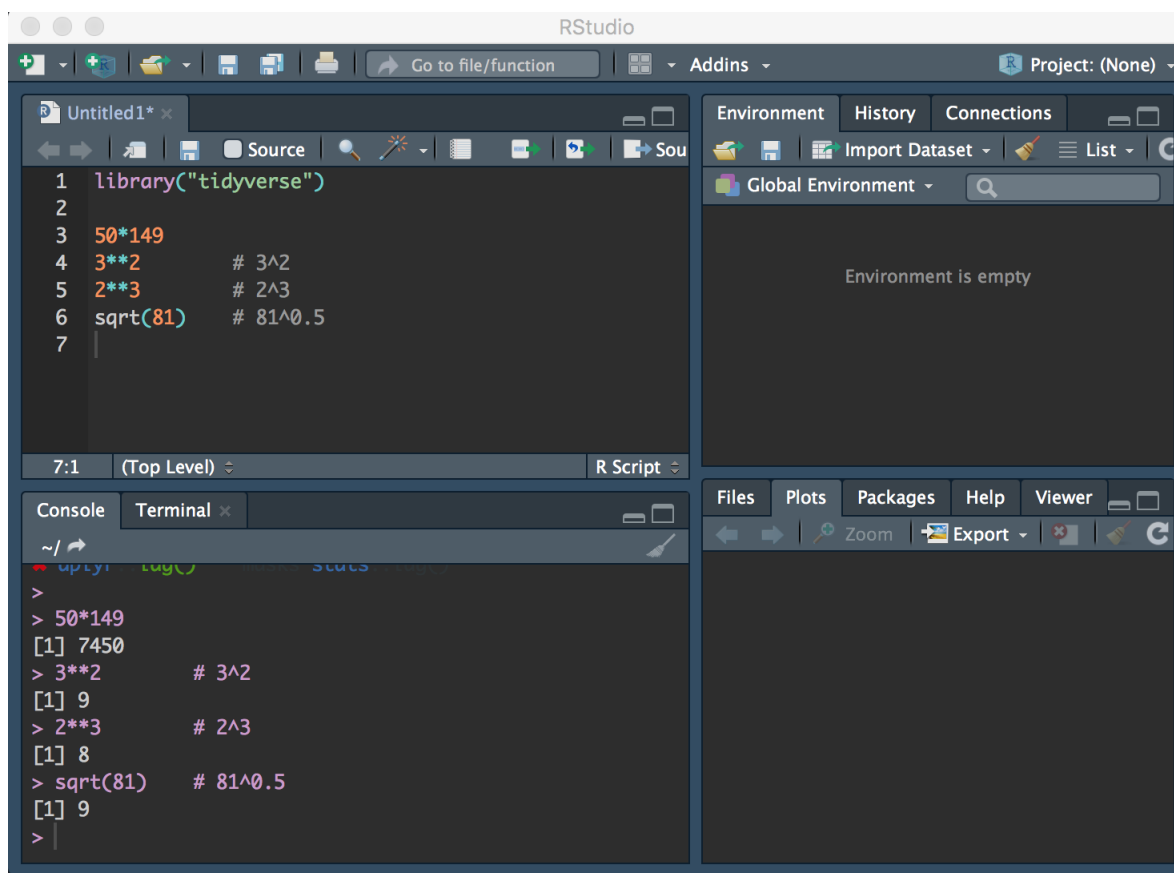 RStudio
Go to file/function Addins Project: (None)
Untitled1*
Source Sou
1 library("tidyverse")
2
3 50*149
4 3**2 # 3^2
5 2**3 # 2^3
6 sqrt(81) # 81^0.5
7
7:1 (Top Level) R Script
Console Terminal
~/
lag() stats lag()
>
> 50*149
[1] 7450
> 3**2 # 3^2
[1] 9
> 2**3 # 2^3
[1] 8
> sqrt(81) # 81^0.5
[1] 9
>
Environment History Connections
Import Dataset List
Global Environment
Environment is empty
Files Plots Packages Help Viewer
Zoom Export